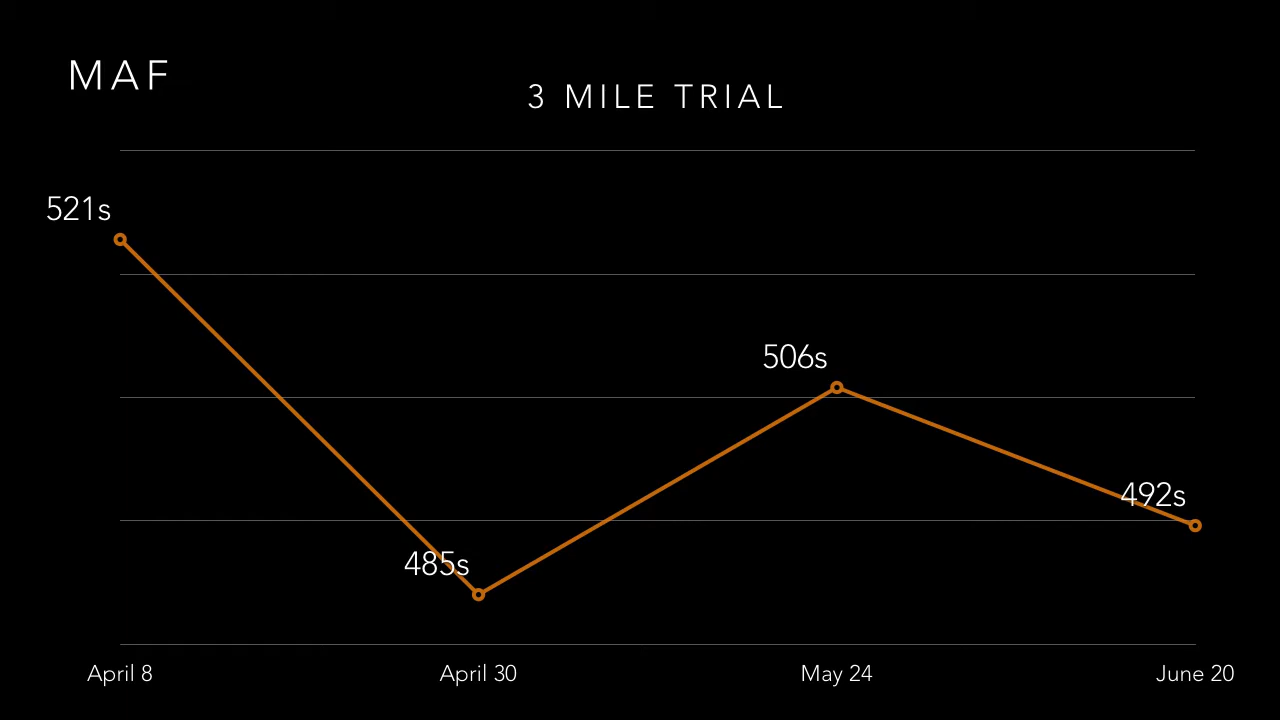 MAF
3 MILE TRIAL
521s
506s
492s
485s
April 8
April 30
May 24
June 20